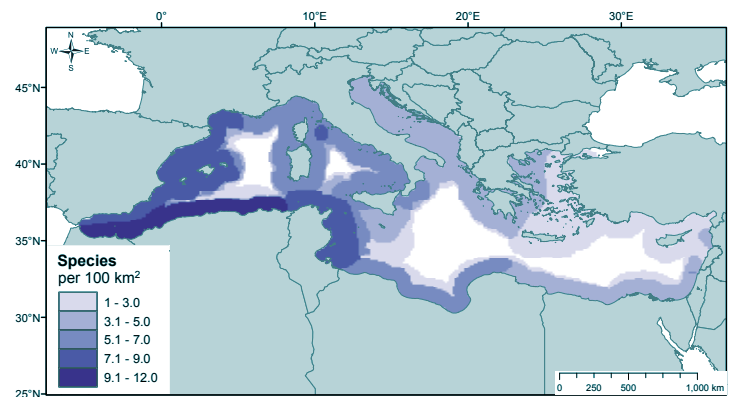 0° 10°E 20°E 30°E
N
W E
S
45°N
40°N
35°N
30°N
25°N
Species
per 100 km²
1 - 3.0
3.1 - 5.0
5.1 - 7.0
7.1 - 9.0
9.1 - 12.0
0 250 500 1,000 km